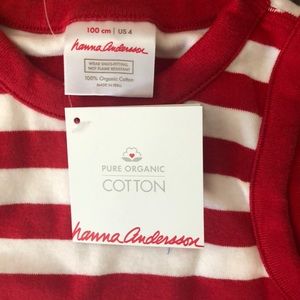 100 cm | US 4
hanna Andersson
WEAR SNUG-FITTING,
NOT FLAME RESISTANT
100% Organic Cotton
MADE IN PERU
PURE ORGANIC
COTTON
hanna Andersson